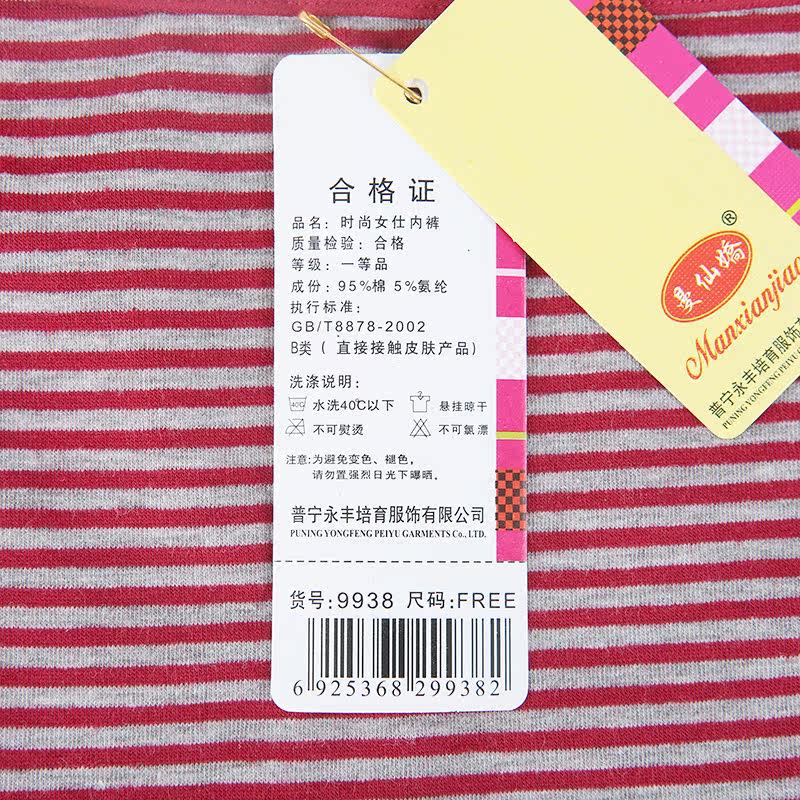 合格证
品名：时尚女仕内裤
质量检验：合格
等级：一等品
成份：95%棉 5%氨纶
执行标准：
GB/T8878-2002
B类（直接接触皮肤产品）
洗涤说明：
40C 水洗40C以下 悬挂晾干
不可熨烫 不可氯漂
注意:为避免变色、褪色，
请勿置强烈日光下曝晒。
普宁永丰培育服饰有限公司
PUNING YONGFENG PEIYU GARMENTS Co., LTD.
货号:9938 尺码:FREE
6 925368 299382
®
曼仙嬌
Manxianjiao
普宁永丰培育服饰
PUNING YONGFENG PEIYU